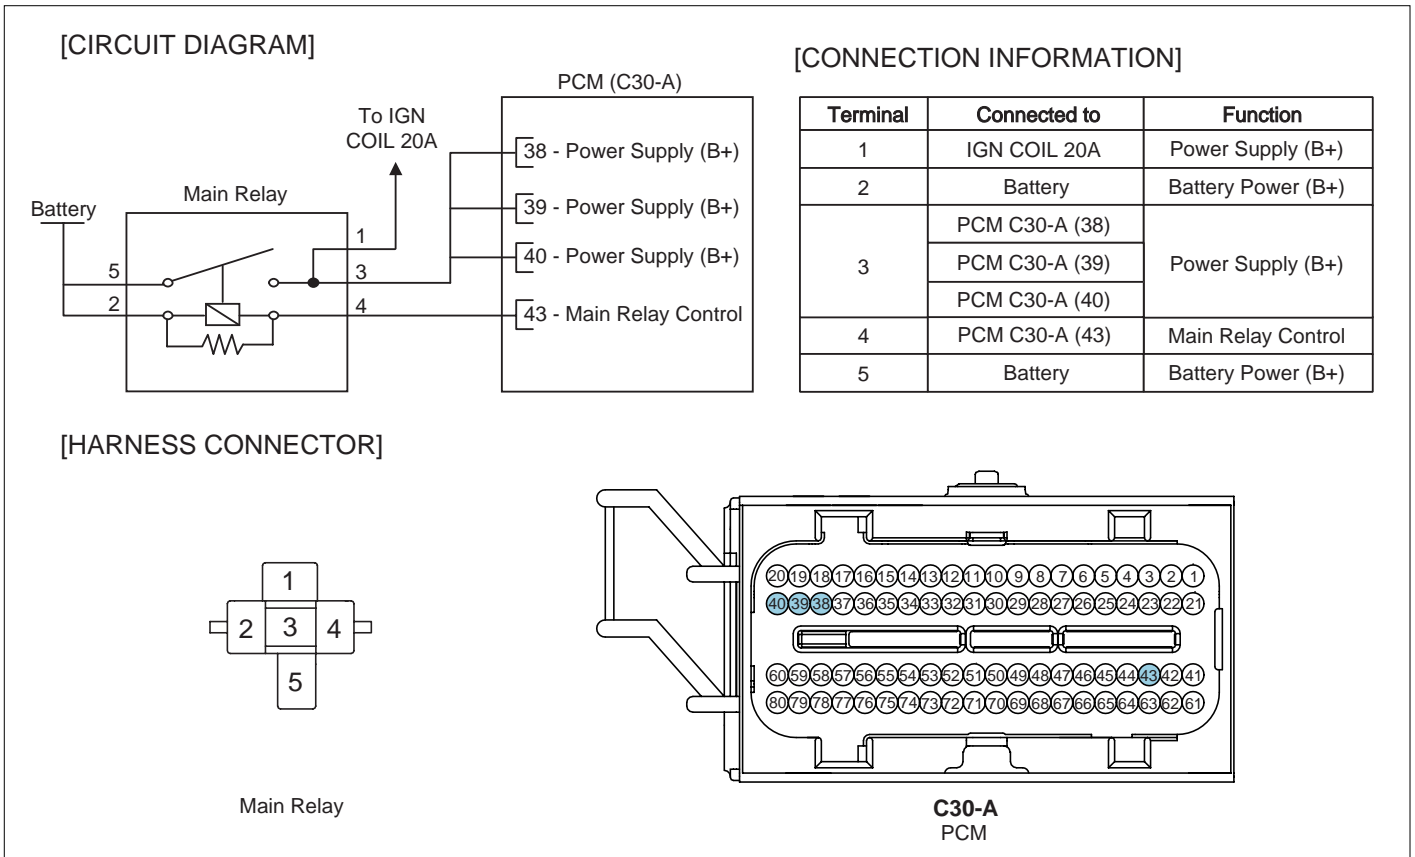 [CIRCUIT DIAGRAM]
PCM (C30-A)
To IGN
COIL 20A
38 - Power Supply (B+)
39 - Power Supply (B+)
40 - Power Supply (B+)
43 - Main Relay Control
Main Relay
Battery
1
5
3
2
4
[CONNECTION INFORMATION]
Terminal Connected to Function
1 IGN COIL 20A Power Supply (B+)
2 Battery Battery Power (B+)
PCM C30-A (38)
3 PCM C30-A (39) Power Supply (B+)
PCM C30-A (40)
4 PCM C30-A (43) Main Relay Control
5 Battery Battery Power (B+)
[HARNESS CONNECTOR]
1
2 3 4
5
Main Relay
20 19 18 17 16 15 14 13 12 11 10 9 8 7 6 5 4 3 2 1
40 39 38 37 36 35 34 33 32 31 30 29 28 27 26 25 24 23 22 21
60 59 58 57 56 55 54 53 52 51 50 49 48 47 46 45 44 43 42 41
80 79 78 77 76 75 74 73 72 71 70 69 68 67 66 65 64 63 62 61
C30-A
PCM